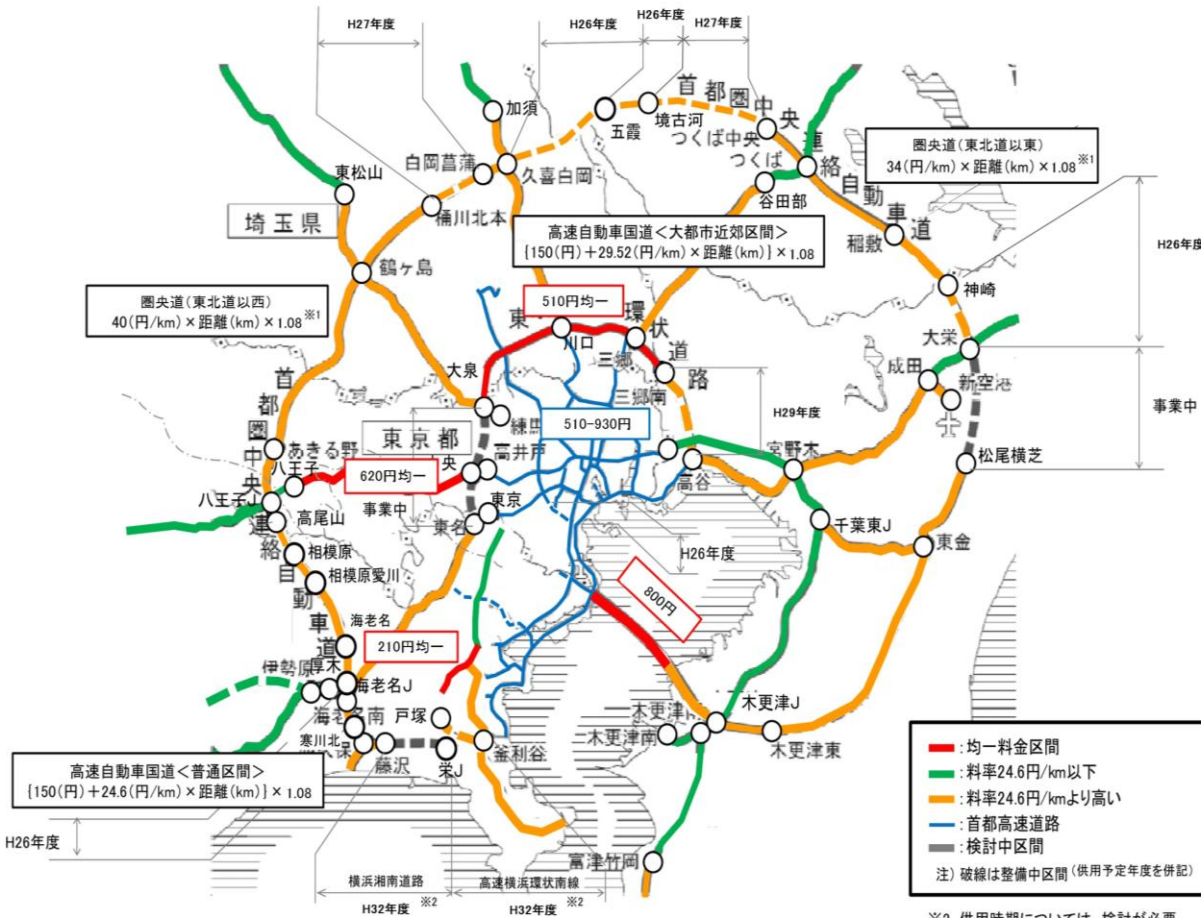 H27年度
H26年度
H26年度
H27年度
首都圏中央連絡自動車道
加須
五霞
境古河
つくば中央
つくば
谷田部
白岡菖蒲
久喜白岡
東松山
桶川北本
埼玉県
圏央道(東北道以東)
34(円/km)×距離(km)×1.08※1
稲敷
H26年度
高速自動車国道<大都市近郊区間>
{150(円)+29.52(円/km)×距離(km)}×1.08
鶴ヶ島
神崎
圏央道(東北道以西)
40(円/km)×距離(km)×1.08※1
510円均一
東
環状道路
川口
大栄
三郷
大泉
成田
新空港
三郷南
首都圏中央連絡自動車道
510-930円
H29年度
事業中
東京都
あきる野
高井戸
宮野木
松尾横芝
八王子
620円均一
央
高谷
八王子J
事業中
東京
高尾山
東名
千葉東J
H26年度
東金
相模原
相模原愛川
800円
海老名
210円均一
伊勢原
厚木
海老名J
海老名南
戸塚
木更津J
木更津南
木更津東
寒川北
藤沢
栄J
釜利谷
高速自動車国道<普通区間>
{150(円)+24.6(円/km)×距離(km)}×1.08
:均一料金区間
:料率24.6円/km以下
:料率24.6円/kmより高い
:首都高速道路
:検討中区間
注) 破線は整備中区間(供用予定年度を併記)
H26年度
富津竹岡
横浜湘南道路
高速横浜環状南線
H32年度※2
H32年度※2